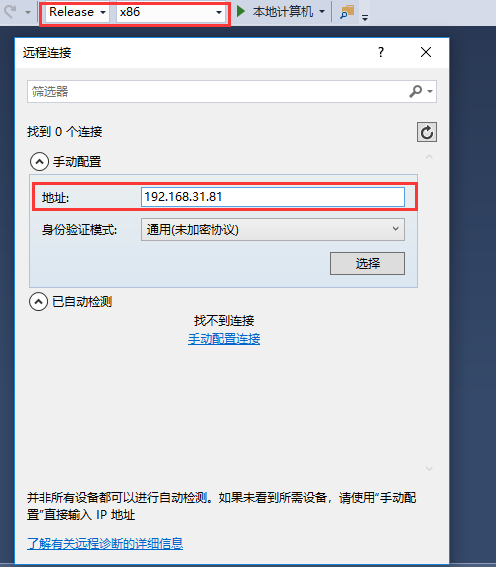 Release x86 本地计算机
远程连接 ? ×
筛选器
找到 0 个连接
手动配置
地址: 192.168.31.81
身份验证模式: 通用(未加密协议)
选择
已自动检测
找不到连接
手动配置连接
并非所有设备都可以进行自动检测。如果未看到所需设备，请使用“手动配
置”直接输入 IP 地址
了解有关远程诊断的详细信息